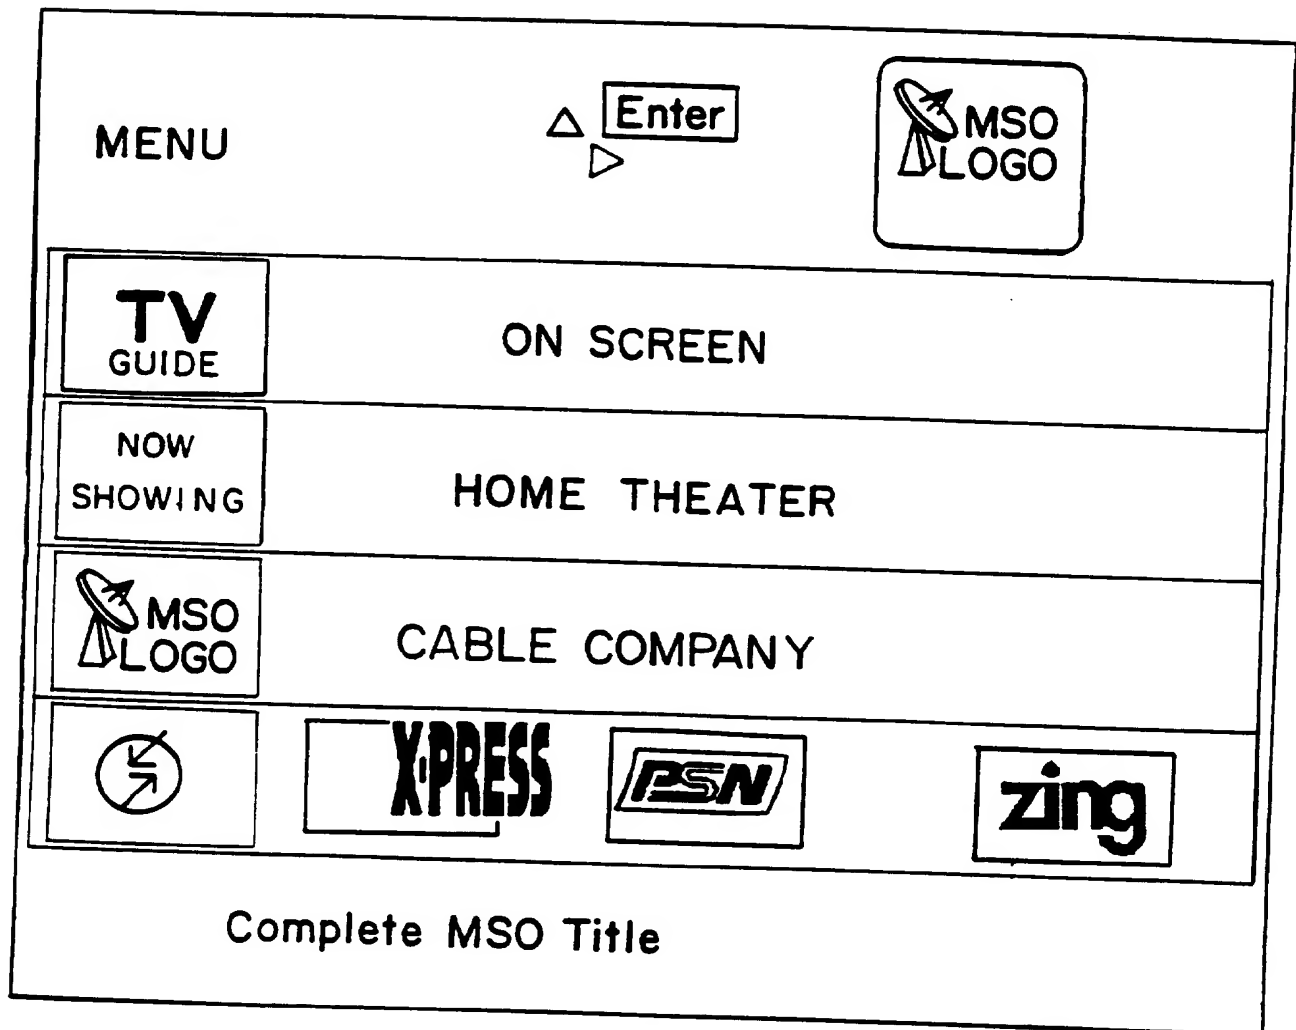 MENU
Enter
MSO
LOGO
TV
GUIDE
ON SCREEN
NOW
SHOWING
HOME THEATER
MSO
LOGO
CABLE COMPANY
X·PRESS
PSN
zing
Complete MSO Title